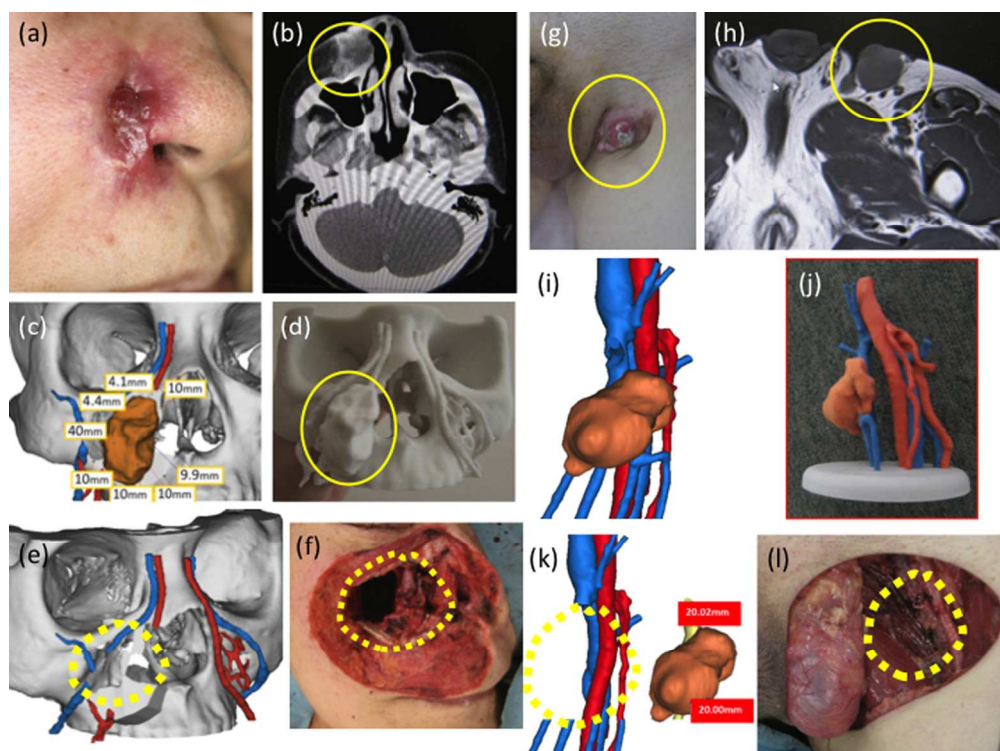 (a)
(b)
(g)
(h)
(c)
4.1mm
10mm
4.4mm
40mm
10mm
9.9mm
10mm
10mm
(d)
(i)
(j)
(e)
(f)
(k)
20.02mm
20.00mm
(l)